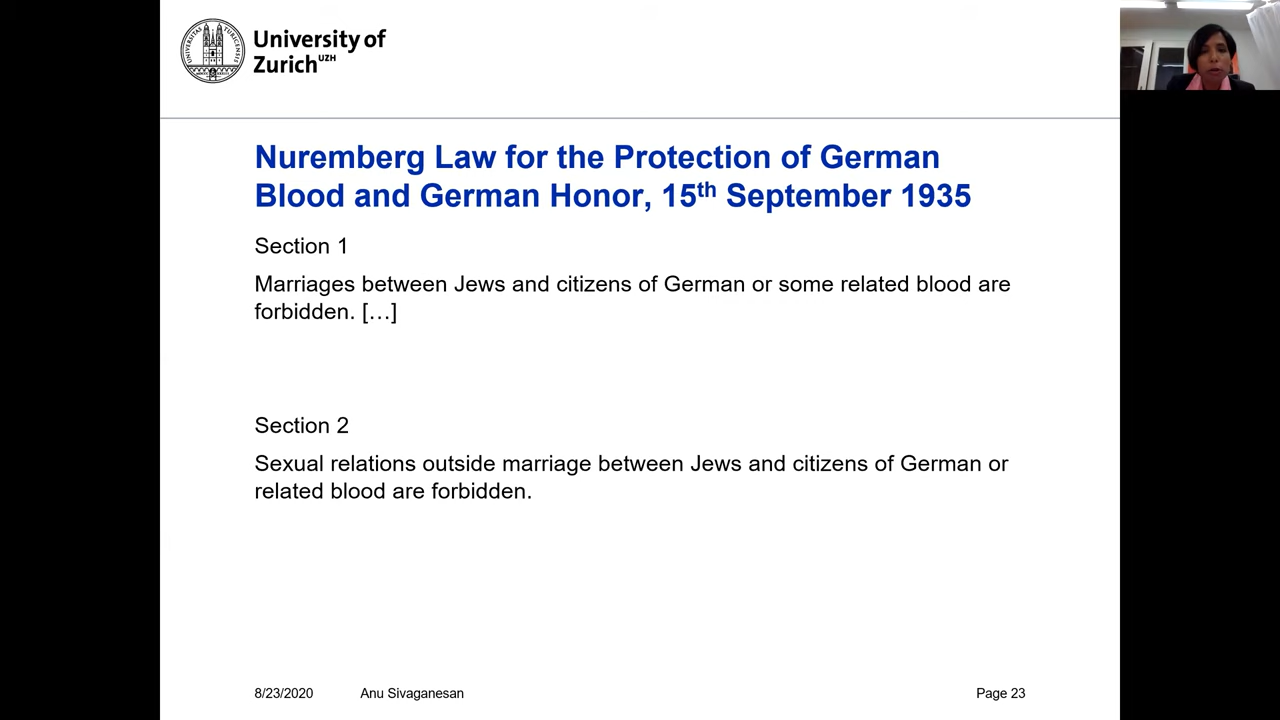 University of
Zurich UZH
Nuremberg Law for the Protection of German
Blood and German Honor, 15th September 1935
Section 1
Marriages between Jews and citizens of German or some related blood are
forbidden. […]
Section 2
Sexual relations outside marriage between Jews and citizens of German or
related blood are forbidden.
8/23/2020 Anu Sivaganesan Page 23